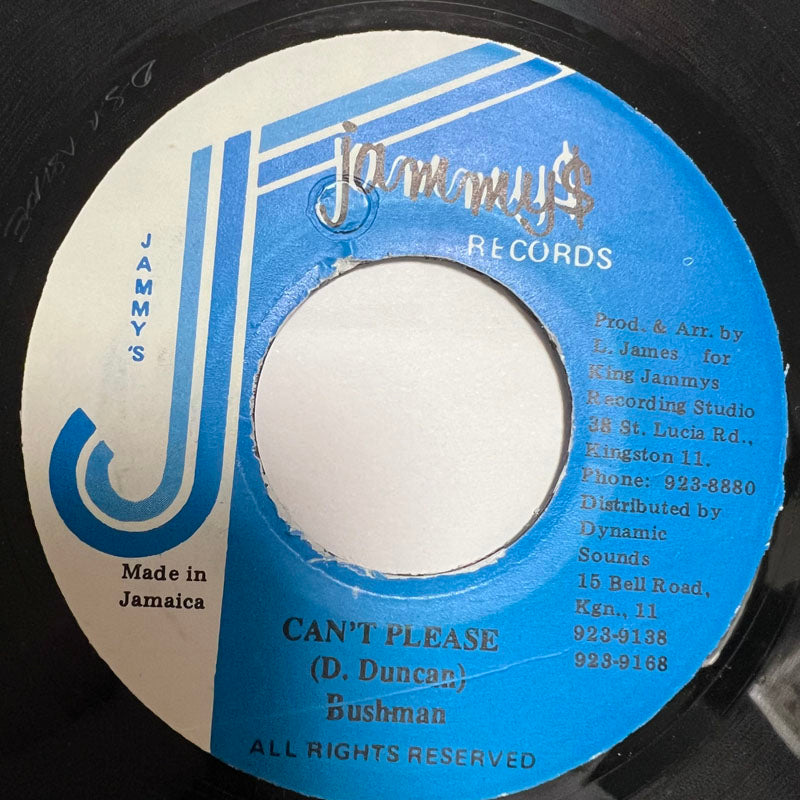 jammy$
RECORDS
JAMMY'S
Prod. & Arr. by
L. James for
King Jammys
Recording Studio
38 St. Lucia Rd.,
Kingston 11.
Phone: 923-8880
Distributed by
Dynamic
Sounds
15 Bell Road,
Kgn., 11
923-9138
923-9168
Made in
Jamaica
CAN'T PLEASE
(D. Duncan)
Bushman
ALL RIGHTS RESERVED